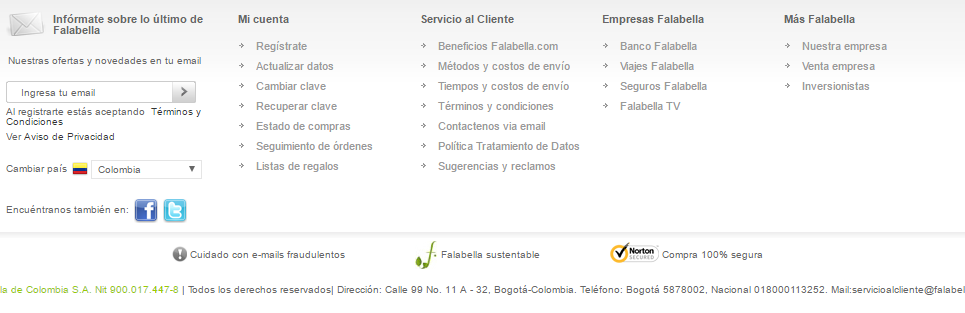 Infórmate sobre lo último de
Falabella
Nuestras ofertas y novedades en tu email
Ingresa tu email
Al registrarte estás aceptando Términos y
Condiciones
Ver Aviso de Privacidad
Cambiar país Colombia
Encuéntranos también en:
Mi cuenta
Regístrate
Actualizar datos
Cambiar clave
Recuperar clave
Estado de compras
Seguimiento de órdenes
Listas de regalos
Servicio al Cliente
Beneficios Falabella.com
Métodos y costos de envío
Tiempos y costos de envío
Términos y condiciones
Contactenos via email
Política Tratamiento de Datos
Sugerencias y reclamos
Empresas Falabella
Banco Falabella
Viajes Falabella
Seguros Falabella
Falabella TV
Más Falabella
Nuestra empresa
Venta empresa
Inversionistas
Cuidado con e-mails fraudulentos
Falabella sustentable
Norton
SECURED
Compra 100% segura
la de Colombia S.A. Nit 900.017.447-8 | Todos los derechos reservados| Dirección: Calle 99 No. 11 A - 32, Bogotá-Colombia. Teléfono: Bogotá 5878002, Nacional 018000113252. Mail:servicioalcliente@falabel